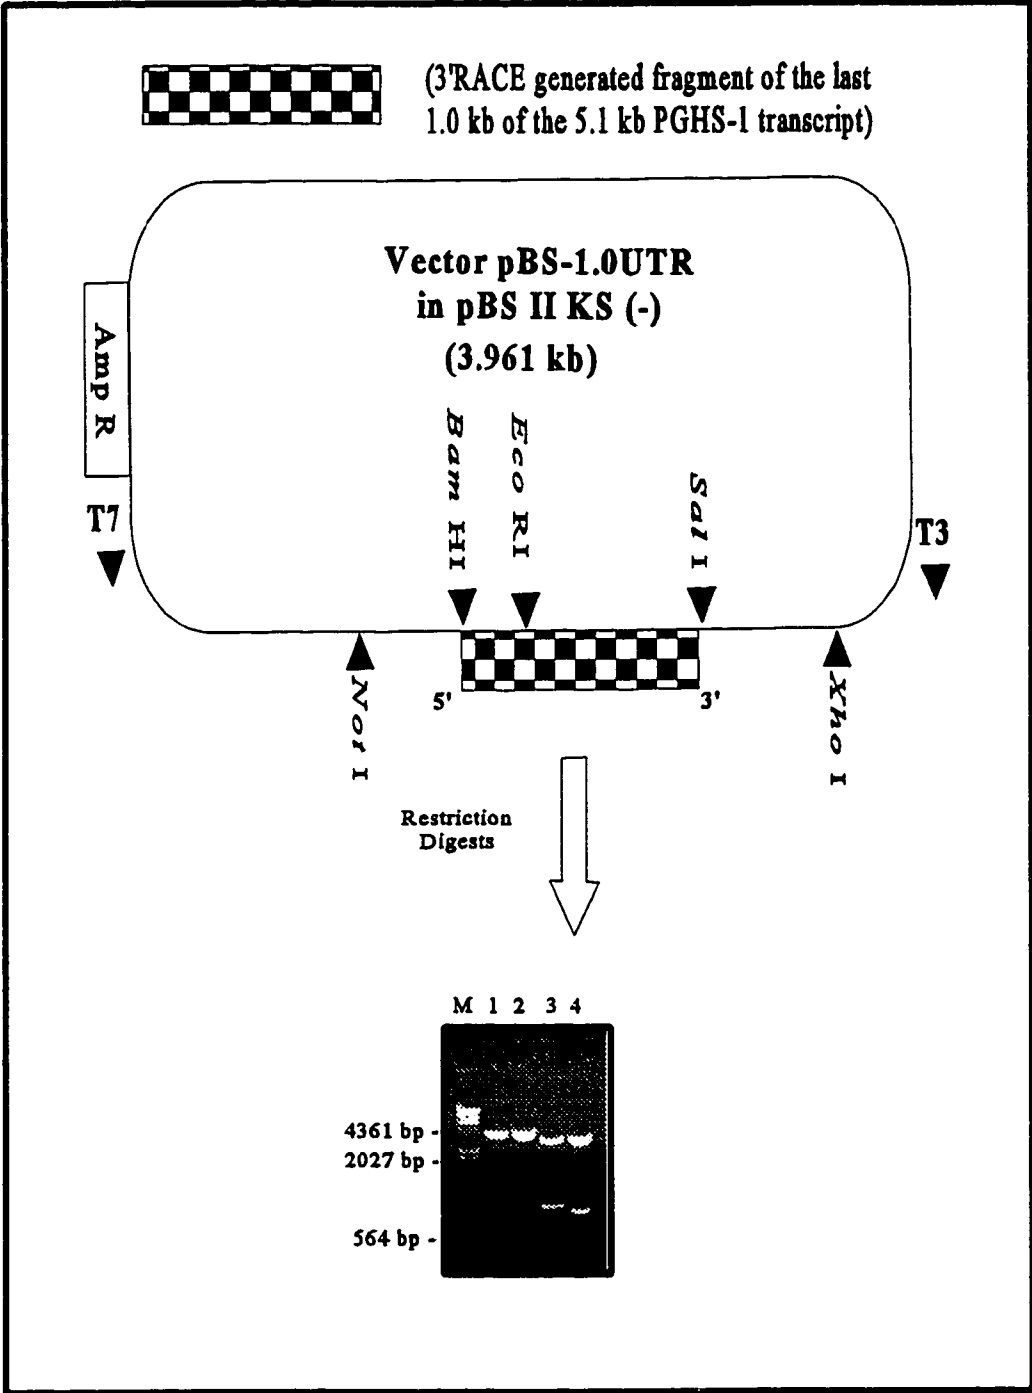 (3'RACE generated fragment of the last
1.0 kb of the 5.1 kb PGHS-1 transcript)
Vector pBS-1.0UTR
in pBS II KS (-)
(3.961 kb)
Amp R
Bam HI
Eco RI
Sal I
T7
T3
5'
3'
Not I
Xho I
Restriction
Digests
M 1 2 3 4
4361 bp -
2027 bp -
564 bp -